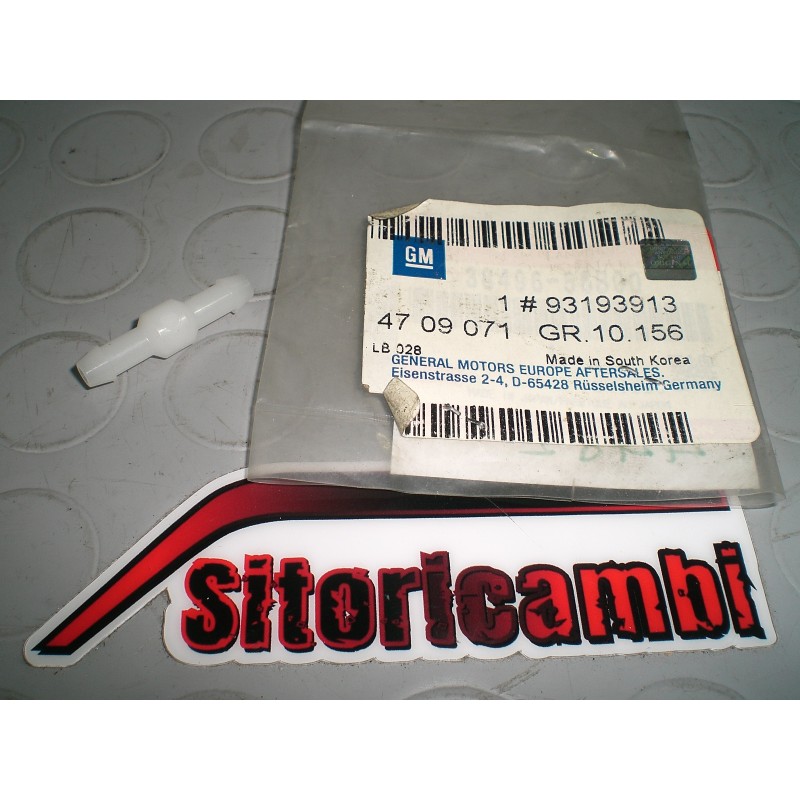 GM
1 # 93193913
47 09 071 GR.10.156
LB 028 Made in South Korea
GENERAL MOTORS EUROPE AFTERSALES.
Eisenstrasse 2-4, D-65428 Rüsselsheim Germany
Sitoricambi